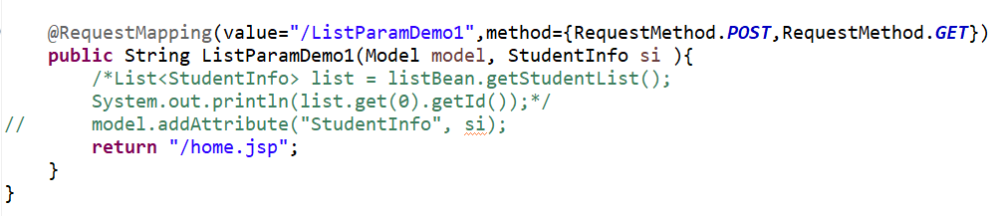 @RequestMapping(value="/ListParamDemo1",method={RequestMethod.POST,RequestMethod.GET})
public String ListParamDemo1(Model model, StudentInfo si ){
/*List<StudentInfo> list = listBean.getStudentList();
System.out.println(list.get(0).getId());*/
// model.addAttribute("StudentInfo", si);
return "/home.jsp";
}
}